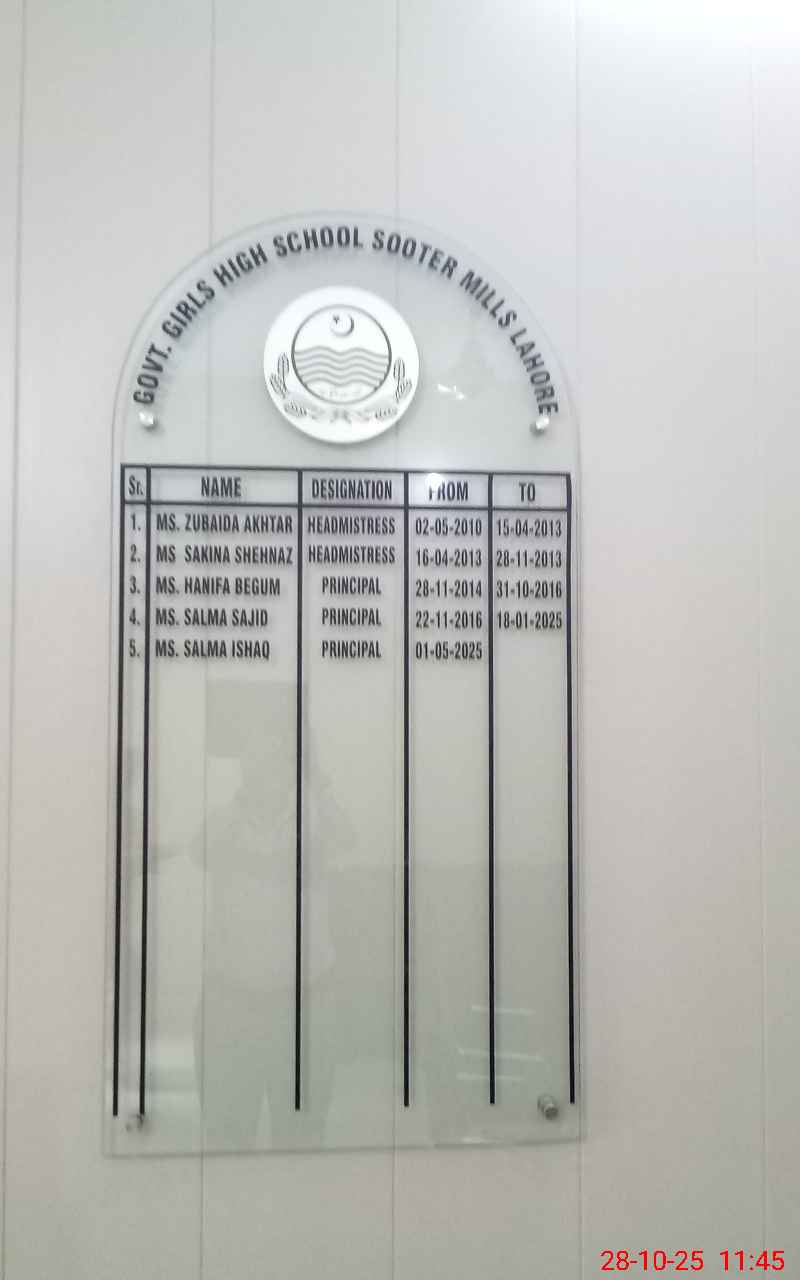 GOVT. GIRLS HIGH SCHOOL SOOTER MILLS LAHORE
Sr. NAME DESIGNATION FROM TO
1. MS. ZUBAIDA AKHTAR HEADMISTRESS 02-05-2010 15-04-2013
2. MS SAKINA SHEHNAZ HEADMISTRESS 16-04-2013 28-11-2013
3. MS. HANIFA BEGUM PRINCIPAL 28-11-2014 31-10-2016
4. MS. SALMA SAJID PRINCIPAL 22-11-2016 18-01-2025
5. MS. SALMA ISHAQ PRINCIPAL 01-05-2025
28-10-25 11:45